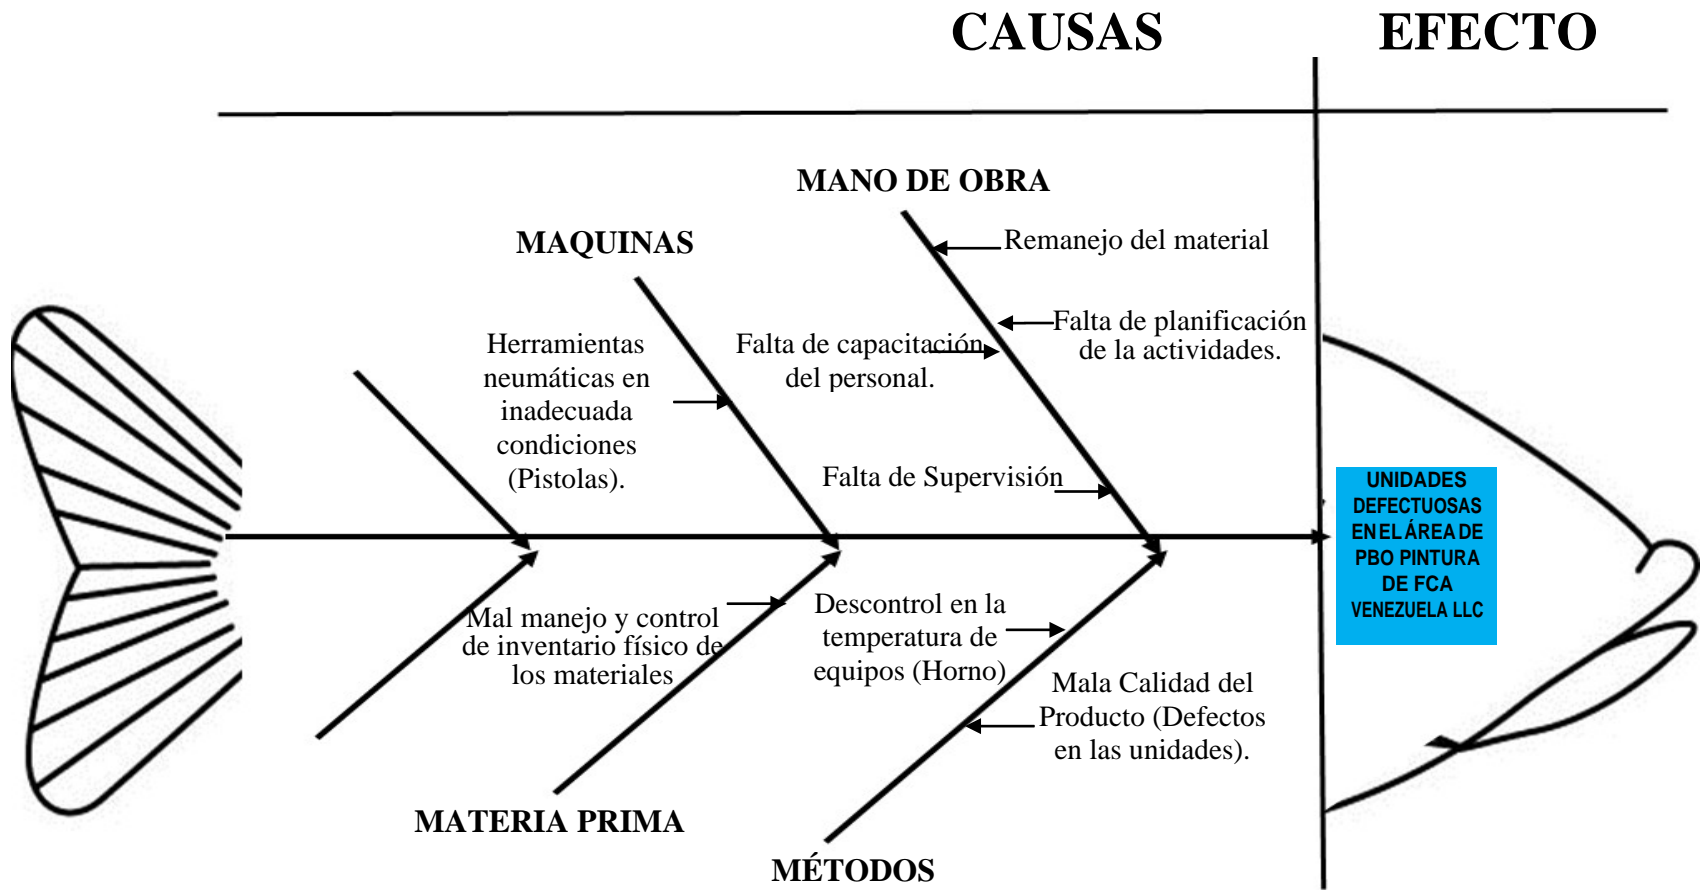 CAUSAS
EFECTO
MANO DE OBRA
Remanejo del material
Falta de planificación
de la actividades.
Falta de capacitación
del personal.
Falta de Supervisión
MAQUINAS
Herramientas
neumáticas en
inadecuada
condiciones
(Pistolas).
UNIDADES
DEFECTUOSAS
EN EL ÁREA DE
PBO PINTURA
DE FCA
VENEZUELA LLC
Mal manejo y control
de inventario físico de
los materiales
MATERIA PRIMA
Descontrol en la
temperatura de
equipos (Horno)
Mala Calidad del
Producto (Defectos
en las unidades).
MÉTODOS